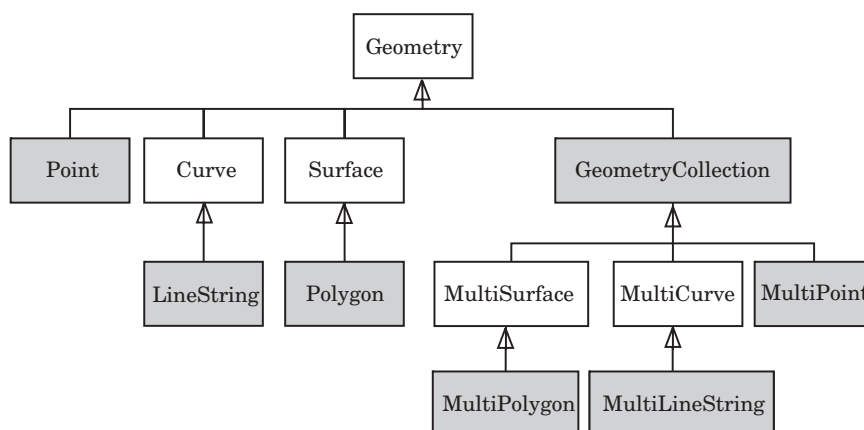 Geometry
Point
Curve
Surface
GeometryCollection
LineString
Polygon
MultiSurface
MultiCurve
MultiPoint
MultiPolygon
MultiLineString